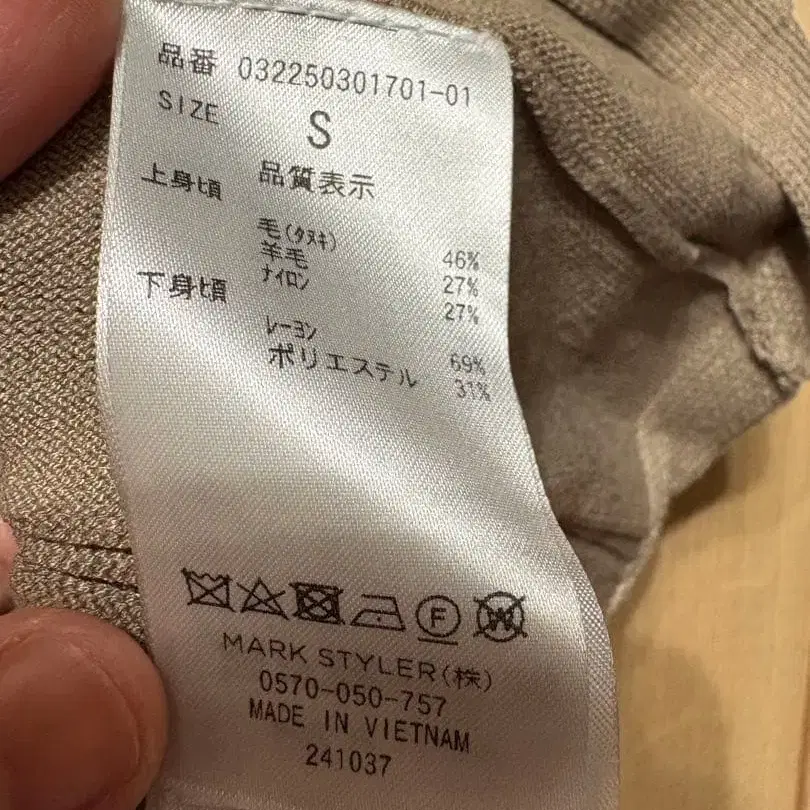 品番 032250301701-01
SIZE S
品質表示
上身頃
毛(タヌキ) 46%
羊毛 27%
ナイロン 27%
下身頃
レーヨン 69%
ポリエステル 31%
F
W
MARK STYLER(株)
0570-050-757
MADE IN VIETNAM
241037